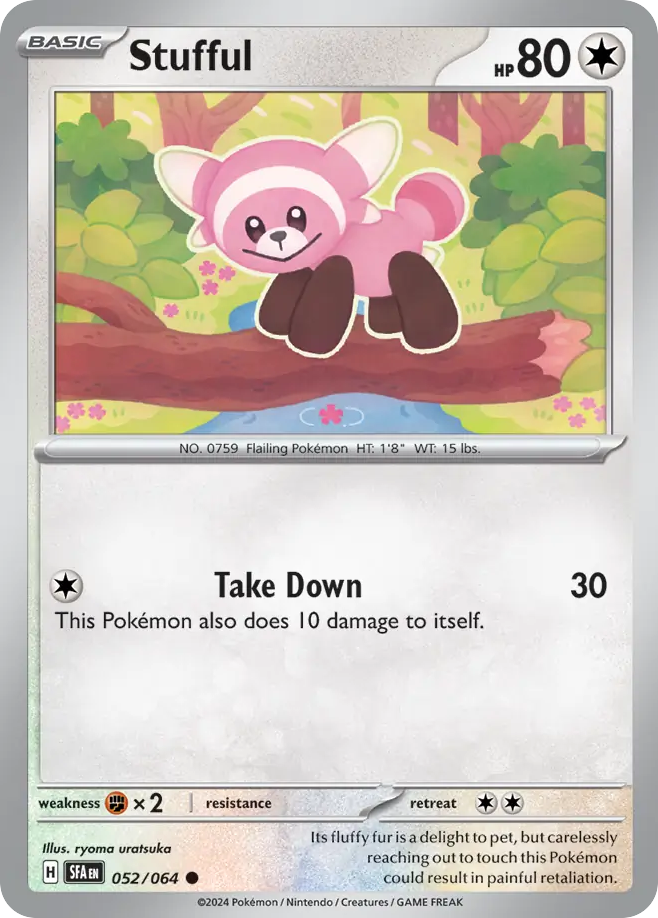 BASIC
Stufful
HP 80
NO. 0759 Flailing Pokémon HT: 1'8" WT: 15 lbs.
Take Down 30
This Pokémon also does 10 damage to itself.
weakness ×2 resistance retreat
Illus. ryoma uratsuka
Its fluffy fur is a delight to pet, but carelessly
reaching out to touch this Pokémon
could result in painful retaliation.
H SFA EN 052/064
©2024 Pokémon / Nintendo / Creatures / GAME FREAK